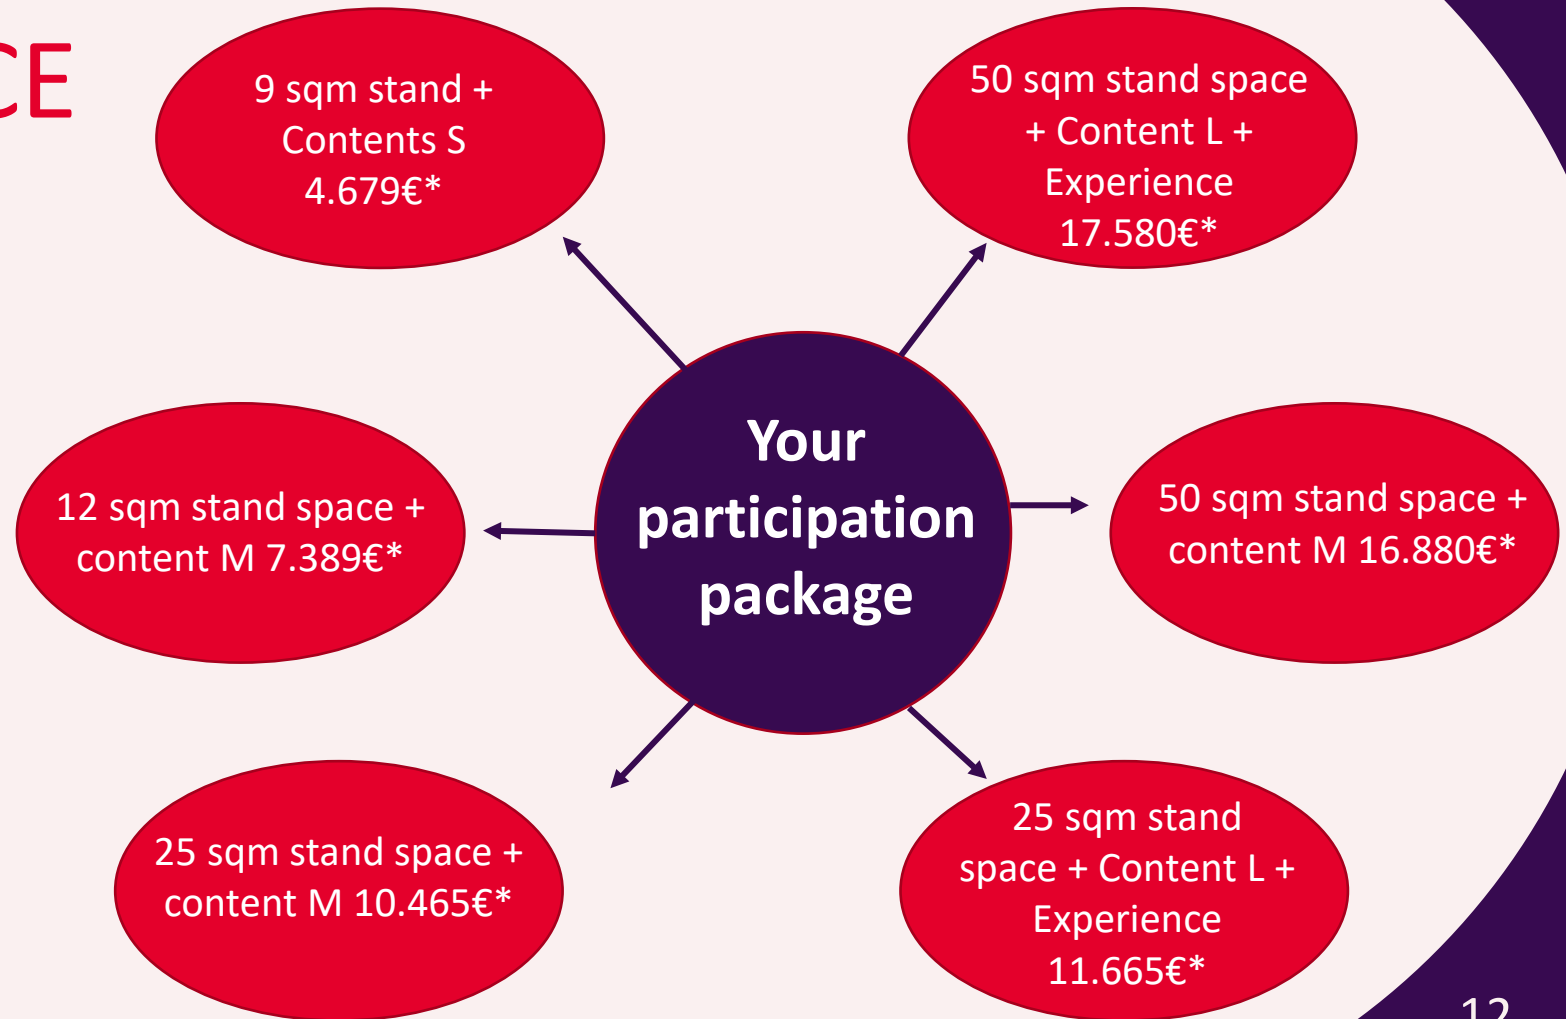 CE
9 sqm stand +
Contents S
4.679€*
50 sqm stand space
+ Content L +
Experience
17.580€*
Your
participation
package
12 sqm stand space +
content M 7.389€*
50 sqm stand space +
content M 16.880€*
25 sqm stand space +
content M 10.465€*
25 sqm stand
space + Content L +
Experience
11.665€*
12